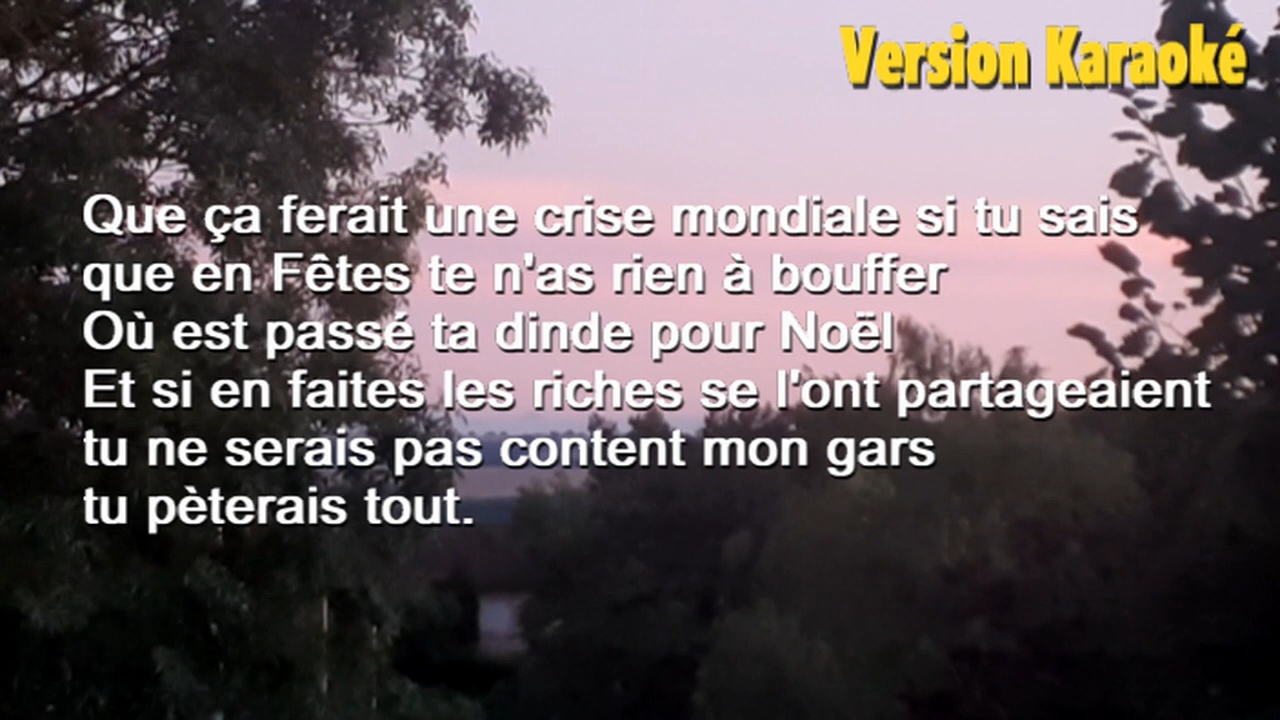 Version Karaoké
Que ça ferait une crise mondiale si tu sais
que en Fêtes te n'as rien à bouffer
Où est passé ta dinde pour Noël
Et si en faites les riches se l'ont partageaient
tu ne serais pas content mon gars
tu pèterais tout.